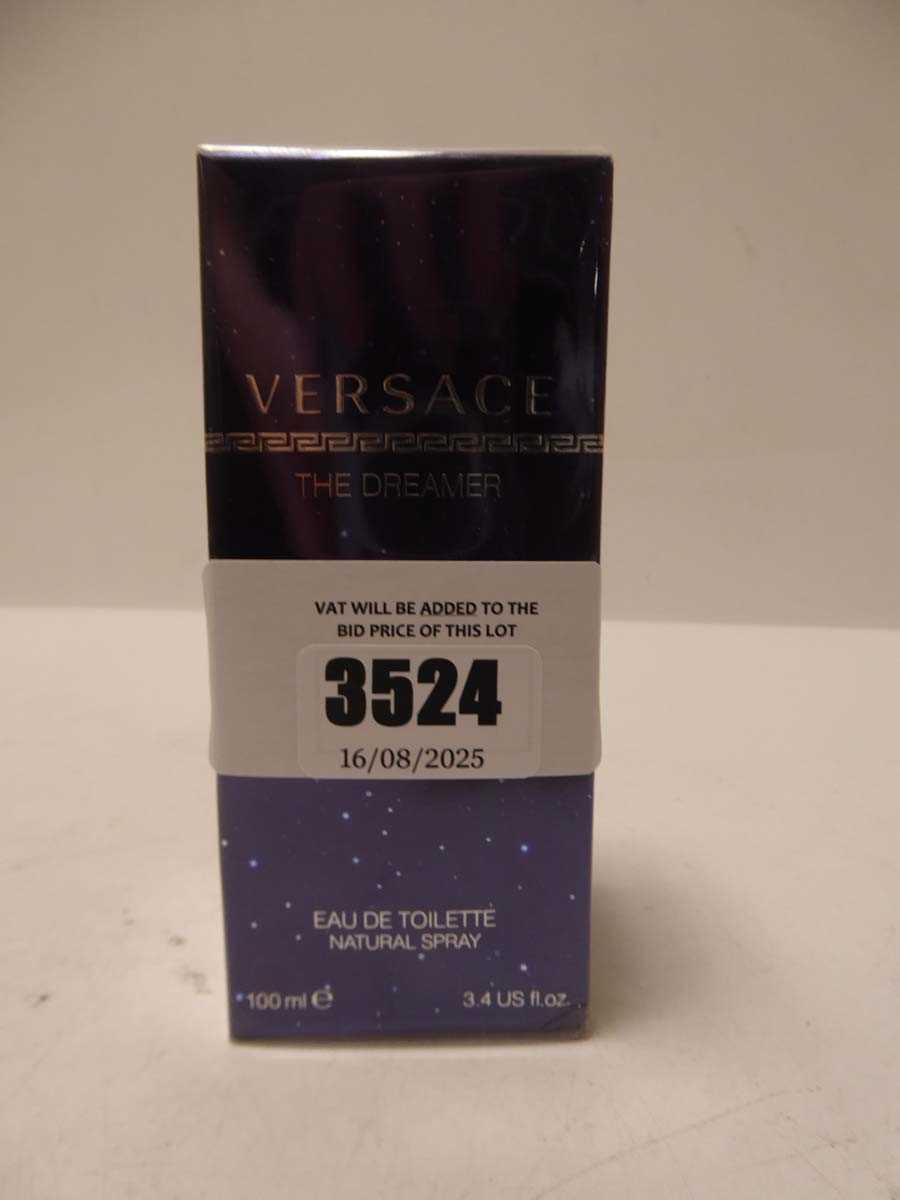 VERSACE
THE DREAMER
VAT WILL BE ADDED TO THE
BID PRICE OF THIS LOT
3524
16/08/2025
EAU DE TOILETTE
NATURAL SPRAY
100 ml ℮ 3.4 US fl.oz.